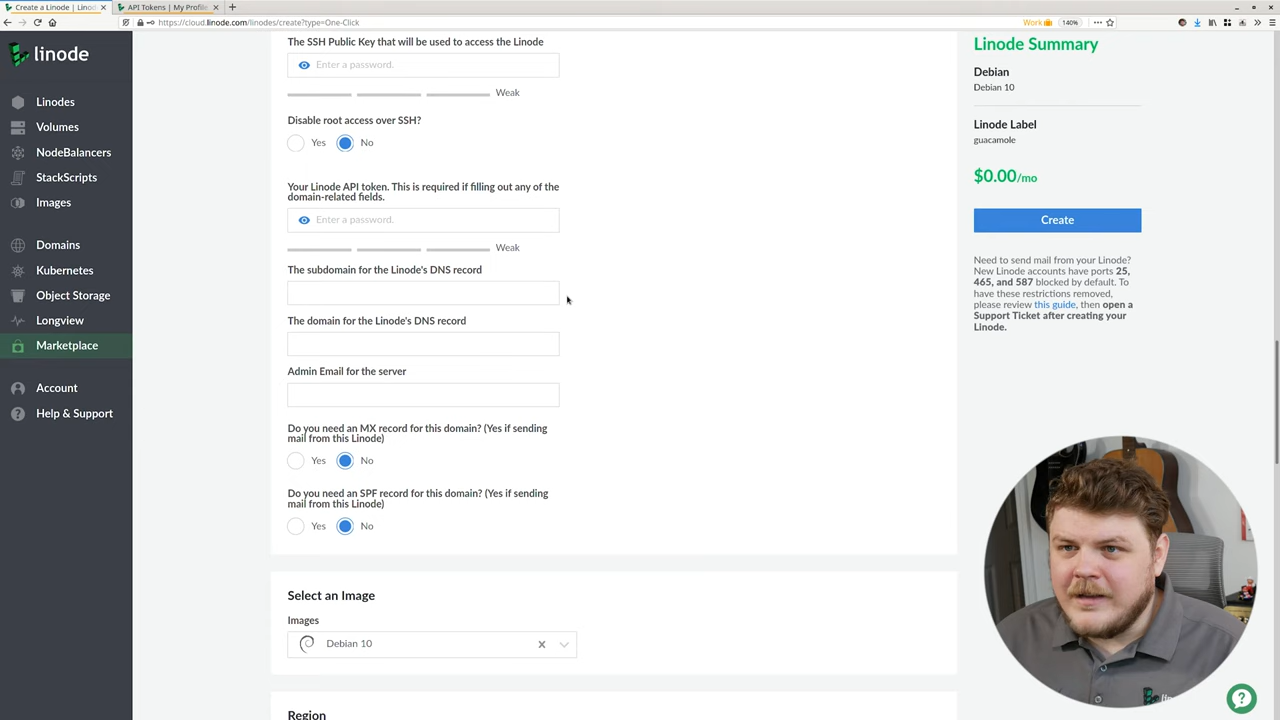 Create a Linode | Linod
API Tokens | My Profile
https://cloud.linode.com/linodes/create?type=One-Click
Work
140%
linode
Linodes
Volumes
NodeBalancers
StackScripts
Images
Domains
Kubernetes
Object Storage
Longview
Marketplace
Account
Help & Support
The SSH Public Key that will be used to access the Linode
Enter a password.
Weak
Disable root access over SSH?
Yes
No
Your Linode API token. This is required if filling out any of the
domain-related fields.
Enter a password.
Weak
The subdomain for the Linode's DNS record
The domain for the Linode's DNS record
Admin Email for the server
Do you need an MX record for this domain? (Yes if sending
mail from this Linode)
Yes
No
Do you need an SPF record for this domain? (Yes if sending
mail from this Linode)
Yes
No
Select an Image
Images
Debian 10
Region
Linode Summary
Debian
Debian 10
Linode Label
guacamole
$0.00/mo
Create
Need to send mail from your Linode?
New Linode accounts have ports 25,
465, and 587 blocked by default. To
have these restrictions removed,
please review this guide, then open a
Support Ticket after creating your
Linode.